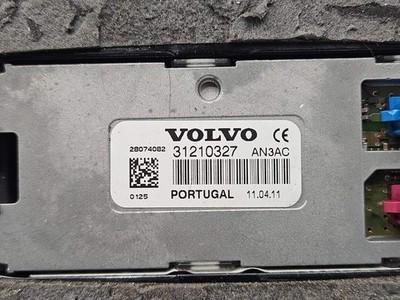 VOLVO CE
28074082 31210327 AN3AC
0125 PORTUGAL 11.04.11